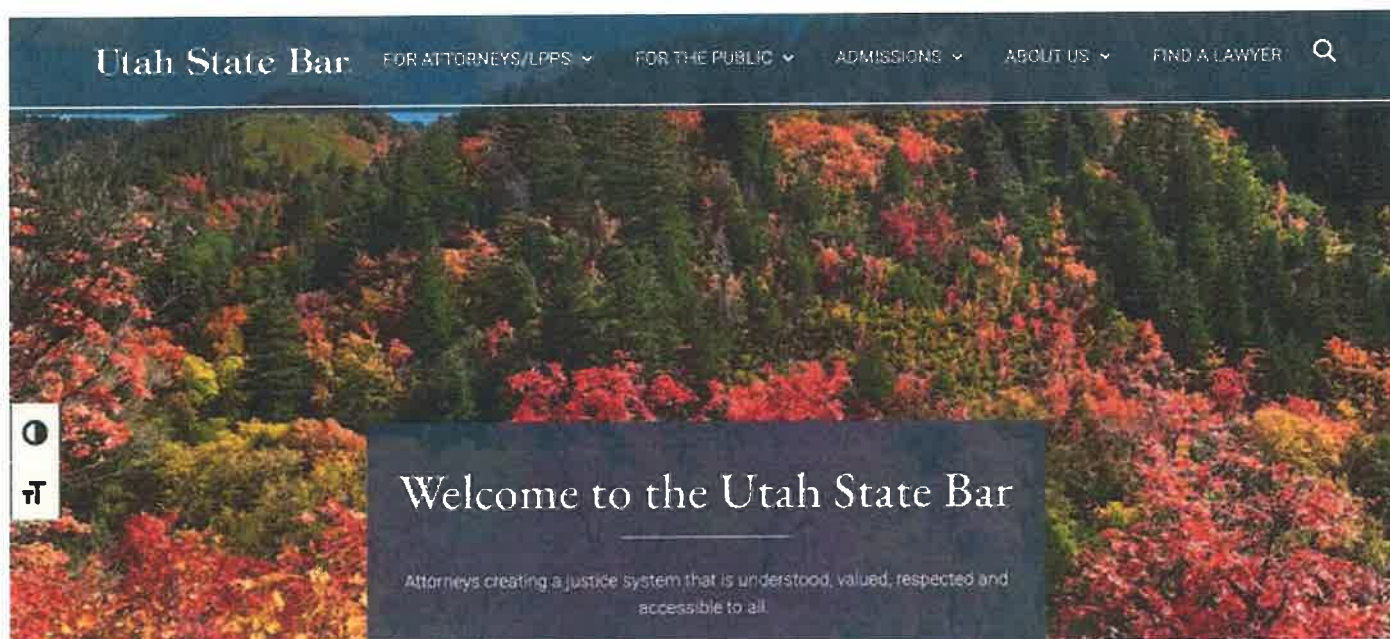 Utah State Bar FOR ATTORNEYS/LPPS FOR THE PUBLIC ADMISSIONS ABOUT US FIND A LAWYER
TT
Welcome to the Utah State Bar
Attorneys creating a justice system that is understood, valued, respected and
accessible to all.